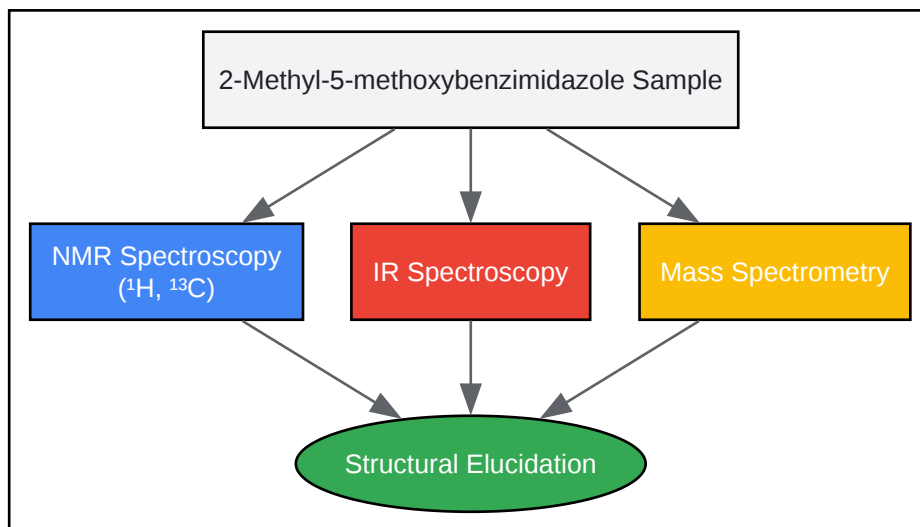 2-Methyl-5-methoxybenzimidazole Sample
NMR Spectroscopy
(¹H, ¹³C)
IR Spectroscopy
Mass Spectrometry
Structural Elucidation